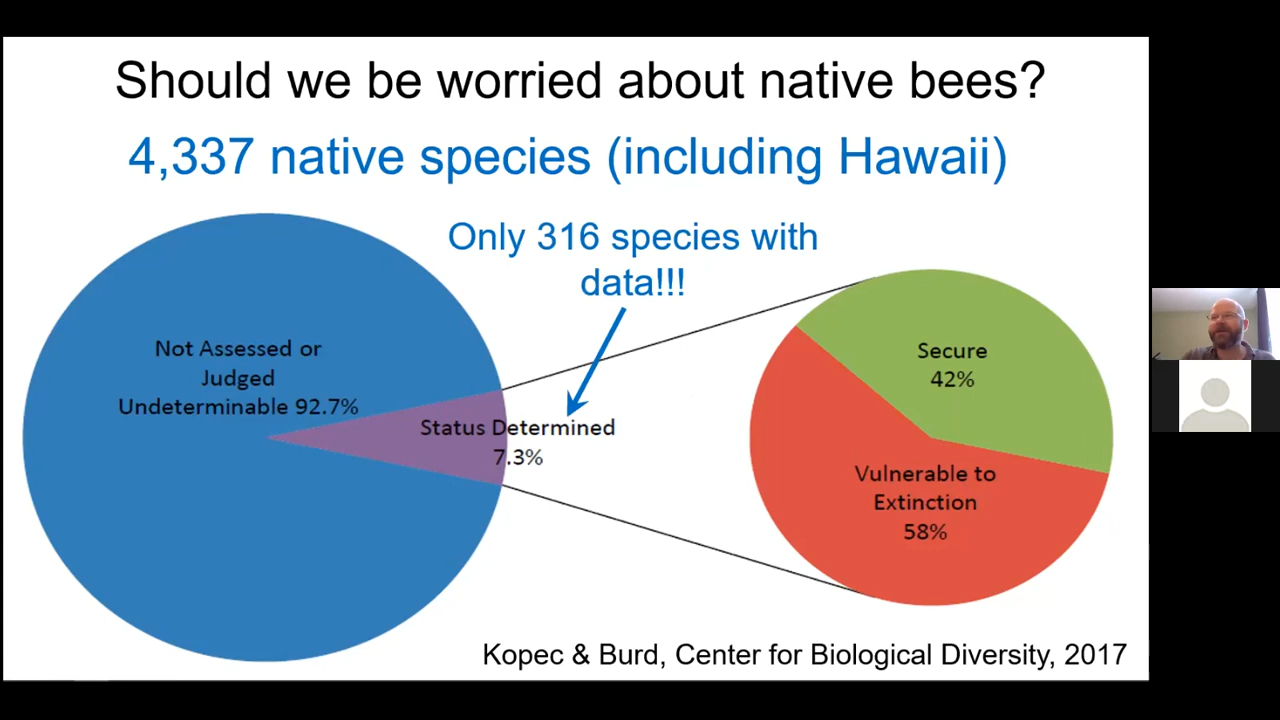 Should we be worried about native bees?
4,337 native species (including Hawaii)
Only 316 species with
data!!!
Not Assessed or
Judged
Undeterminable 92.7%
Status Determined
7.3%
Secure
42%
Vulnerable to
Extinction
58%
Kopec & Burd, Center for Biological Diversity, 2017